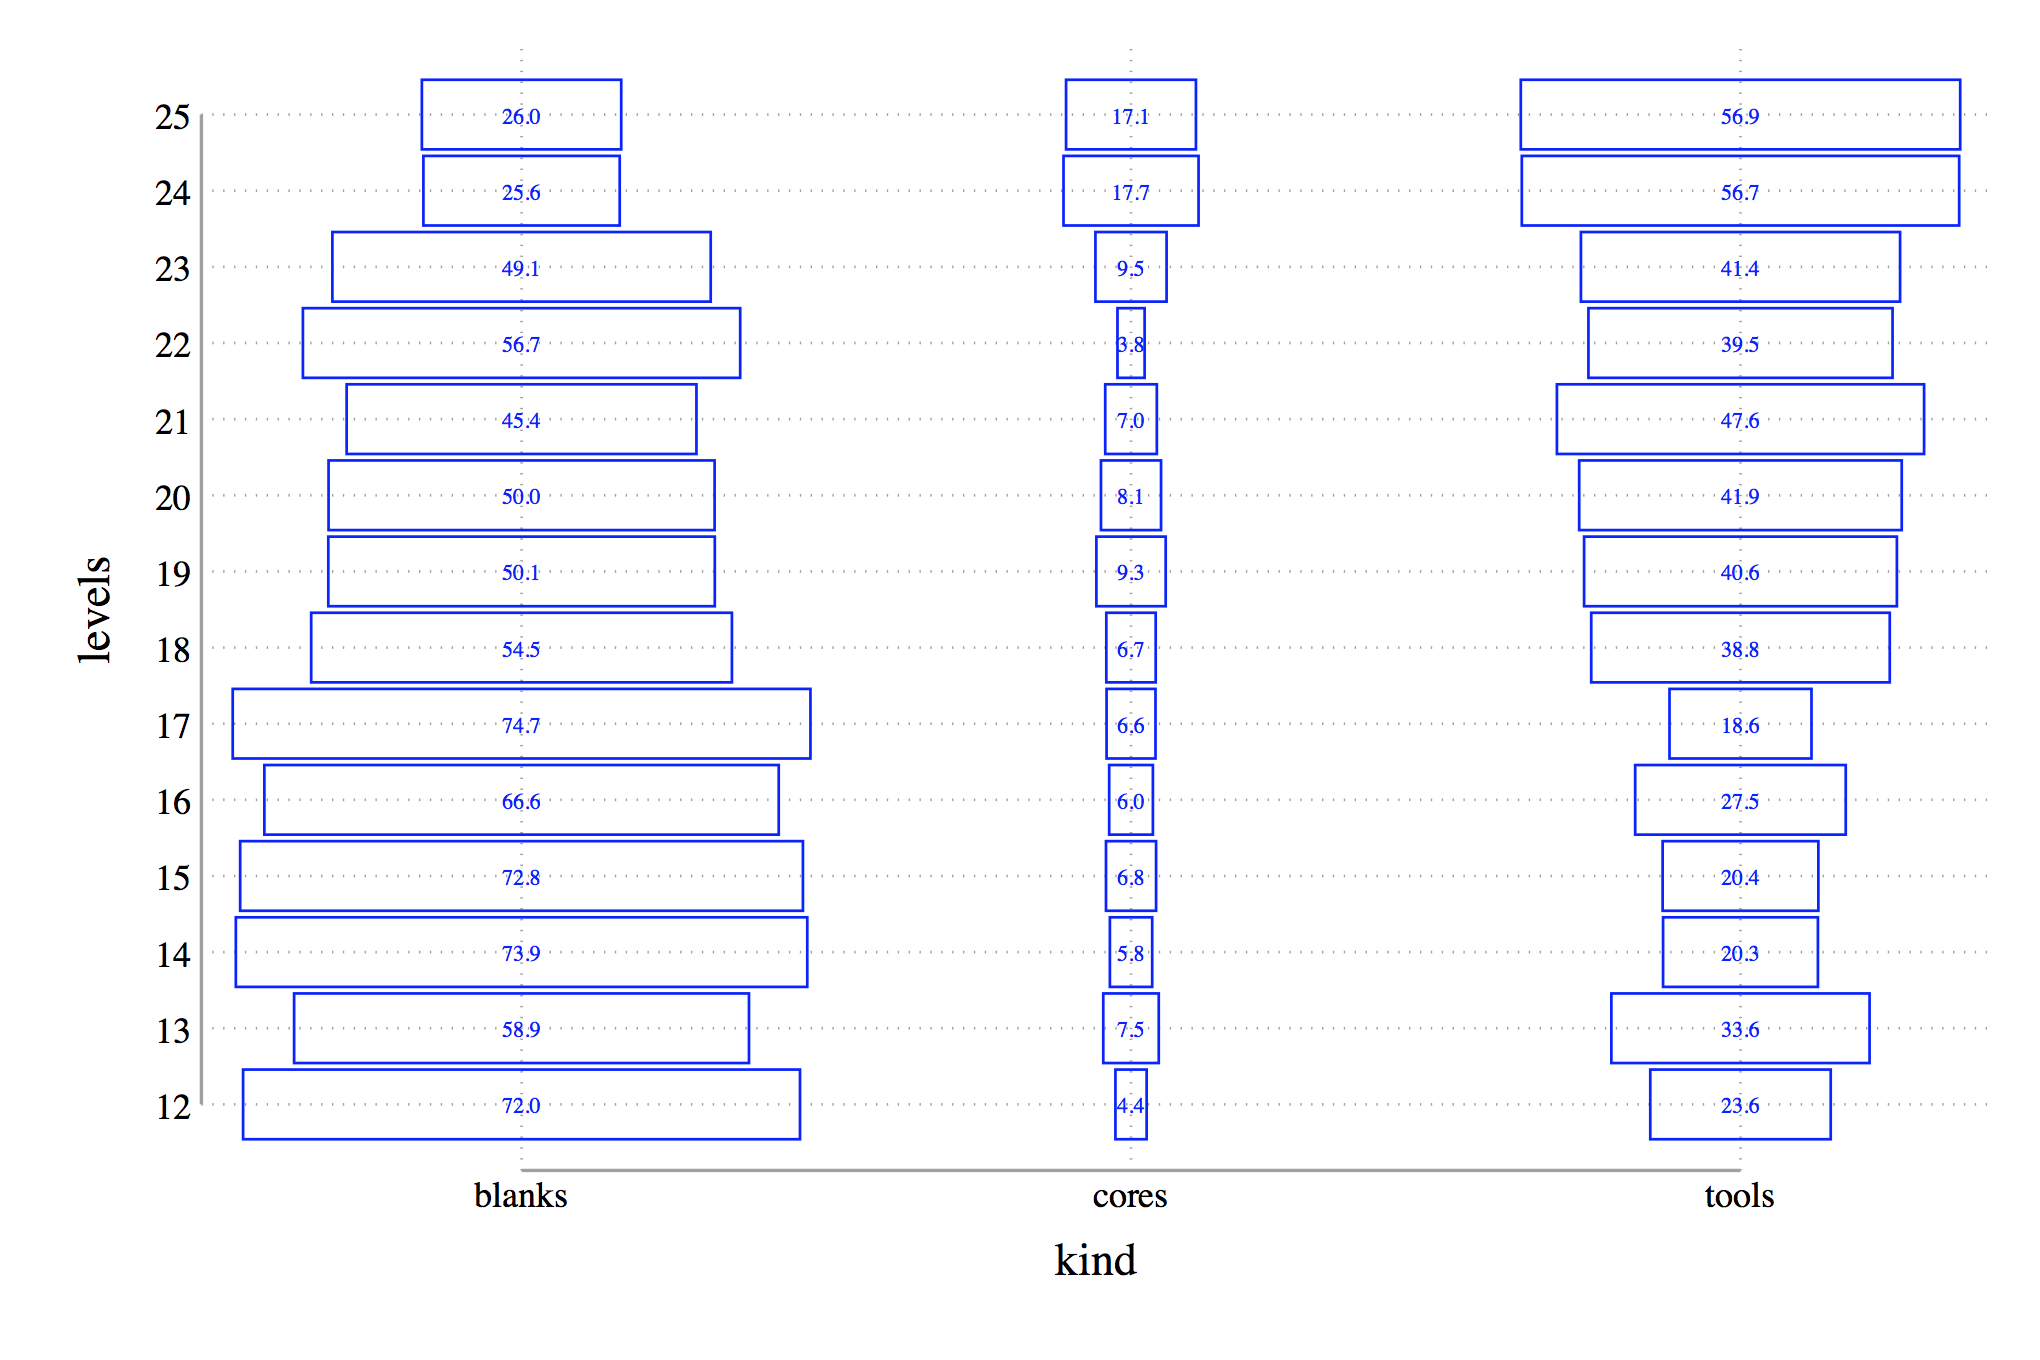 25 26.0 17.1 56.9
24 25.6 17.7 56.7
23 49.1 9.5 41.4
22 56.7 3.8 39.5
21 45.4 7.0 47.6
20 50.0 8.1 41.9
19 50.1 9.3 40.6
18 54.5 6.7 38.8
17 74.7 6.6 18.6
16 66.6 6.0 27.5
15 72.8 6.8 20.4
14 73.9 5.8 20.3
13 58.9 7.5 33.6
12 72.0 4.4 23.6
levels
blanks cores tools
kind